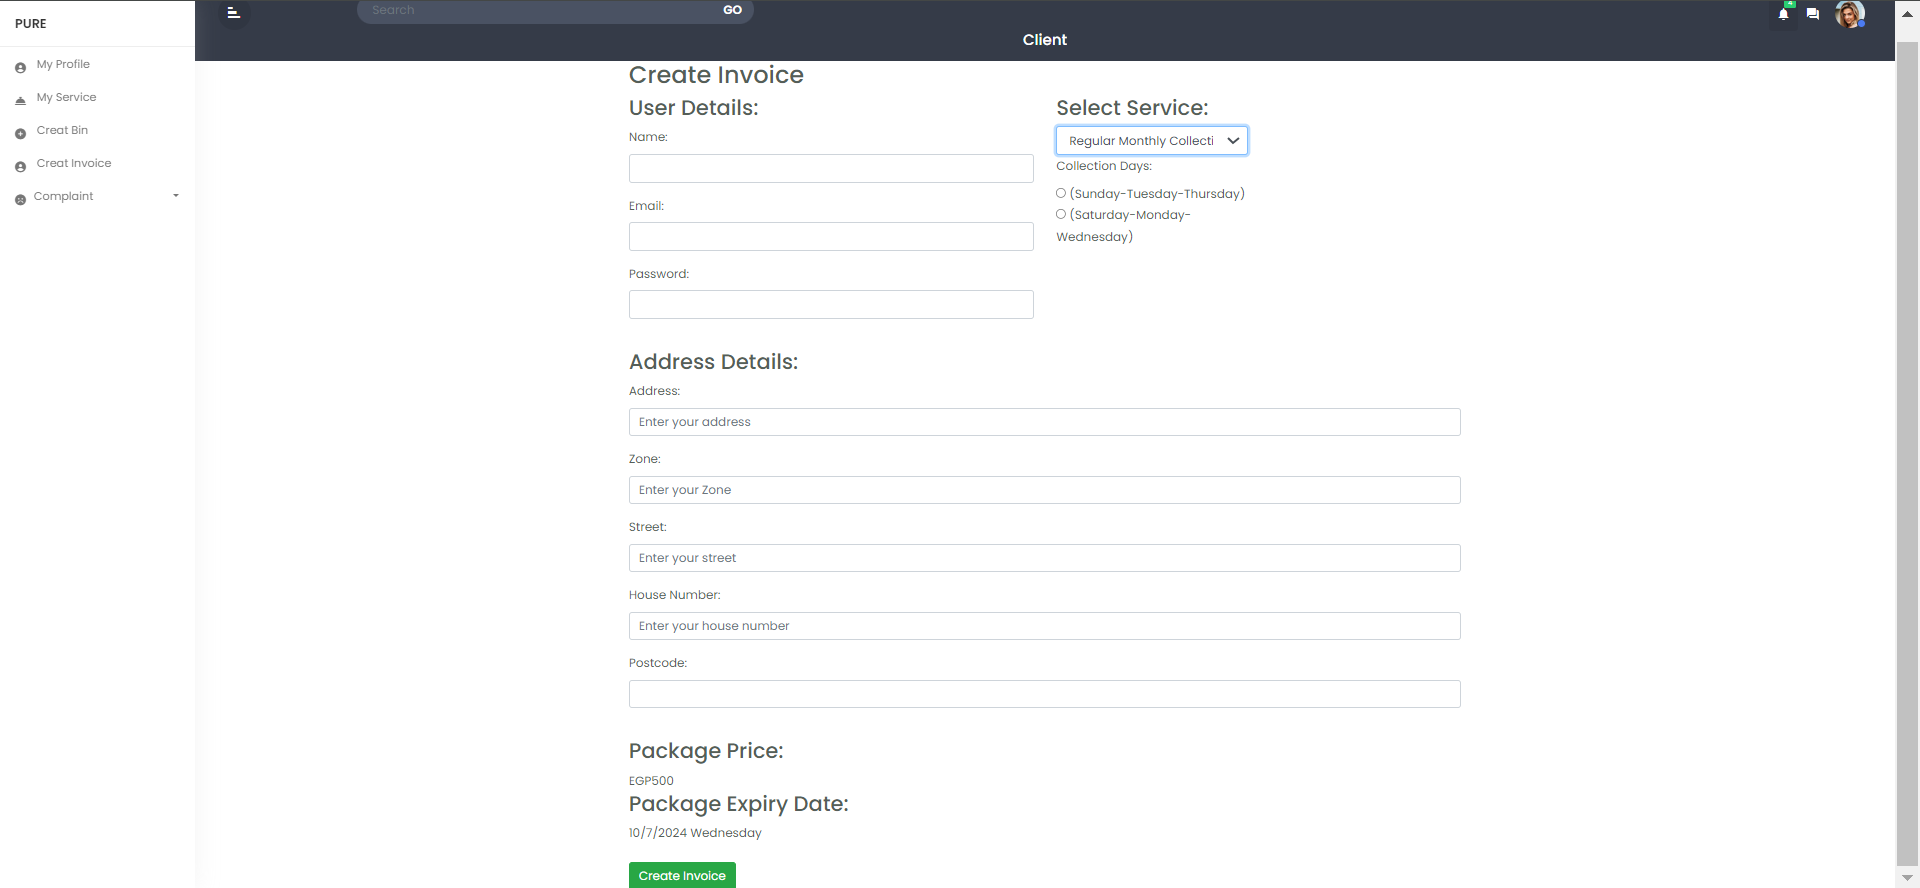 PURE
My Profile
My Service
Creat Bin
Creat Invoice
Complaint
Search
GO
4
Client
Create Invoice
User Details:
Name:
Email:
Password:
Select Service:
Regular Monthly Collecti
Collection Days:
(Sunday-Tuesday-Thursday)
(Saturday-Monday-
Wednesday)
Address Details:
Address:
Enter your address
Zone:
Enter your Zone
Street:
Enter your street
House Number:
Enter your house number
Postcode:
Package Price:
EGP500
Package Expiry Date:
10/7/2024 Wednesday
Create Invoice